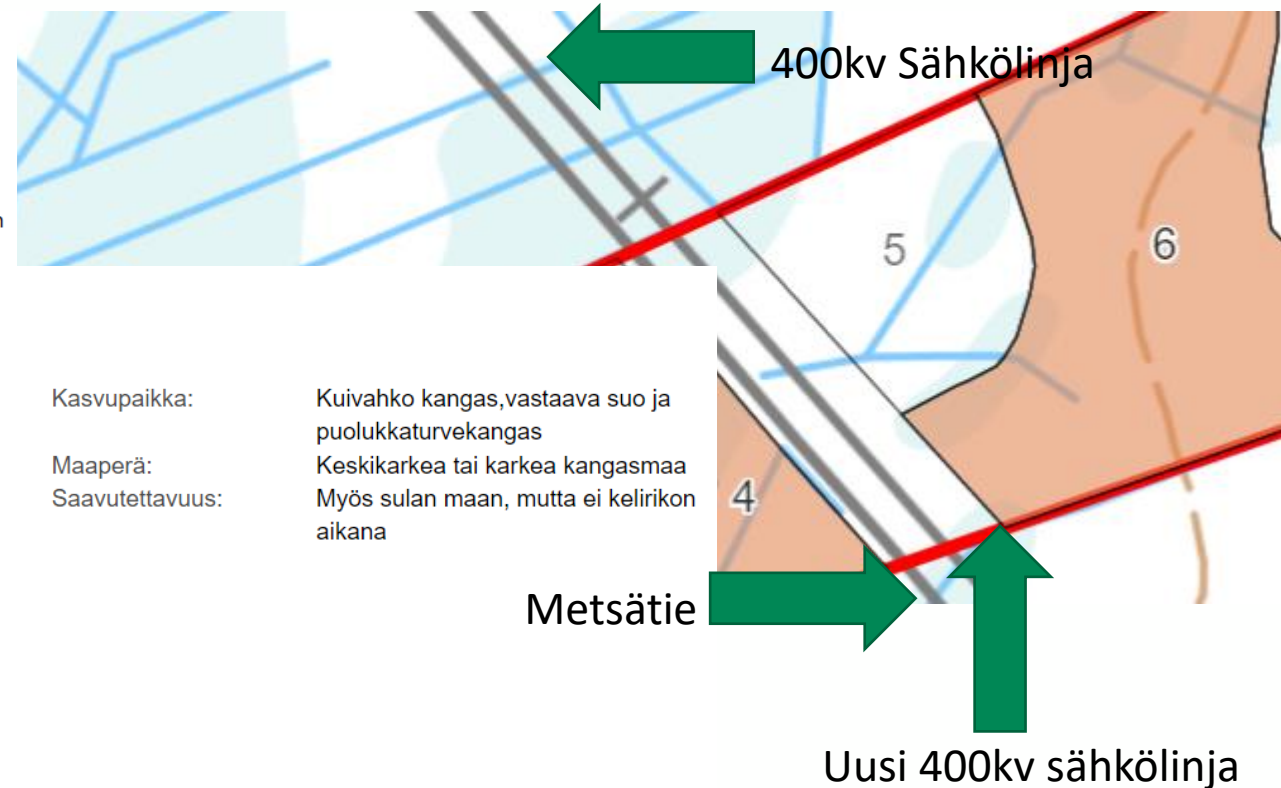 400kv Sähkölinja
n
5
6
Kasvupaikka: Kuivahko kangas,vastaava suo ja
puolukkaturvekangas
Maaperä: Keskikarkea tai karkea kangasmaa
Saavutettavuus: Myös sulan maan, mutta ei kelirikon
aikana
4
Metsätie
Uusi 400kv sähkölinja